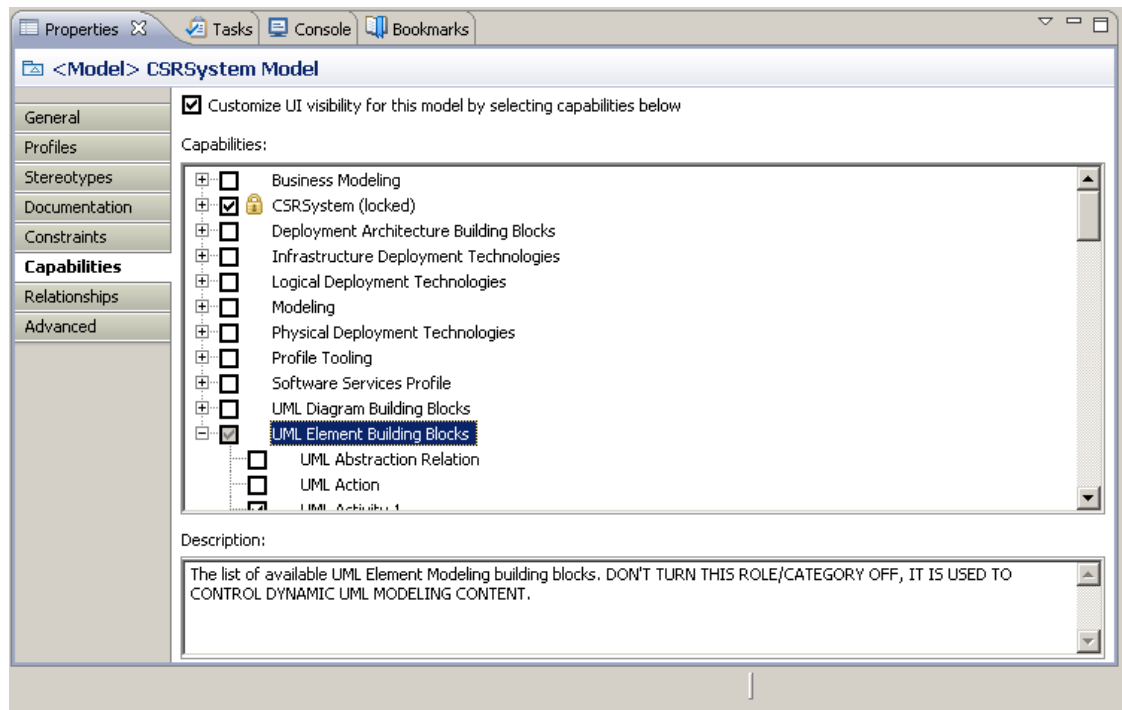 Properties Tasks Console Bookmarks
<Model> CSRSystem Model
General
Profiles
Stereotypes
Documentation
Constraints
Capabilities
Relationships
Advanced
Customize UI visibility for this model by selecting capabilities below
Capabilities:
Business Modeling
CSRSystem (locked)
Deployment Architecture Building Blocks
Infrastructure Deployment Technologies
Logical Deployment Technologies
Modeling
Physical Deployment Technologies
Profile Tooling
Software Services Profile
UML Diagram Building Blocks
UML Element Building Blocks
UML Abstraction Relation
UML Action
UML Activity 1
Description:
The list of available UML Element Modeling building blocks. DON'T TURN THIS ROLE/CATEGORY OFF, IT IS USED TO
CONTROL DYNAMIC UML MODELING CONTENT.